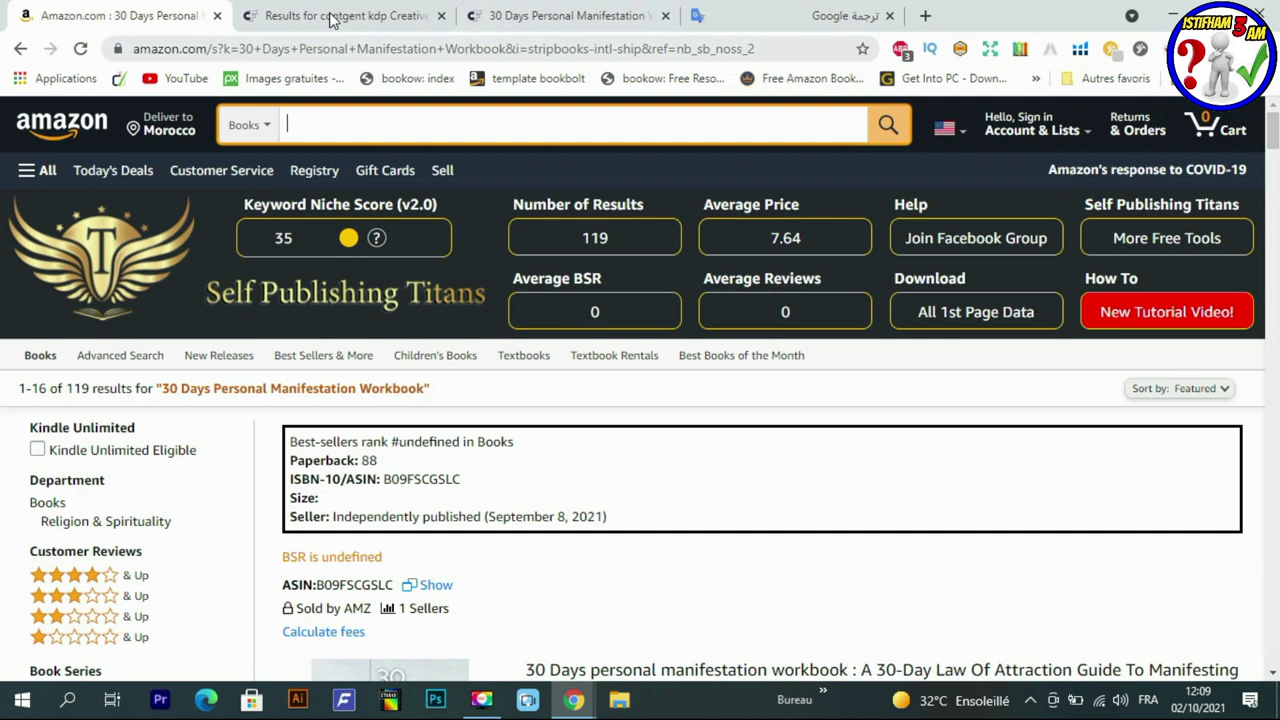 Amazon.com : 30 Days Personal
Results for contgent kdp Creative
30 Days Personal Manifestation W
Google ترجمة
amazon.com/s?k=30+Days+Personal+Manifestation+Workbook&i=stripbooks-intl-ship&ref=nb_sb_noss_2
ISTIFHAM 3 AM
Applications
YouTube
Images gratuites -...
bookow: index
template bookbolt
bookow: Free Reso...
Free Amazon Book...
Get Into PC - Down...
Autres favoris
amazon
Deliver to
Morocco
Books
Hello, Sign in
Account & Lists
Returns
& Orders
0
Cart
All
Today's Deals
Customer Service
Registry
Gift Cards
Sell
Amazon's response to COVID-19
Keyword Niche Score (v2.0)
Number of Results
Average Price
Help
Self Publishing Titans
35
119
7.64
Join Facebook Group
More Free Tools
Average BSR
Average Reviews
Download
How To
T
Self Publishing Titans
0
0
All 1st Page Data
New Tutorial Video!
Books
Advanced Search
New Releases
Best Sellers & More
Children's Books
Textbooks
Textbook Rentals
Best Books of the Month
1-16 of 119 results for "30 Days Personal Manifestation Workbook"
Sort by: Featured
Kindle Unlimited
Kindle Unlimited Eligible
Department
Books
Religion & Spirituality
Customer Reviews
& Up
& Up
& Up
& Up
Book Series
Best-sellers rank #undefined in Books
Paperback: 88
ISBN-10/ASIN: B09FSCGSLC
Size:
Seller: Independently published (September 8, 2021)
BSR is undefined
ASIN:B09FSCGSLC Show
Sold by AMZ 1 Sellers
Calculate fees
30
30 Days personal manifestation workbook : A 30-Day Law Of Attraction Guide To Manifesting
Bureau
32°C Ensoleillé
FRA
12:09
02/10/2021